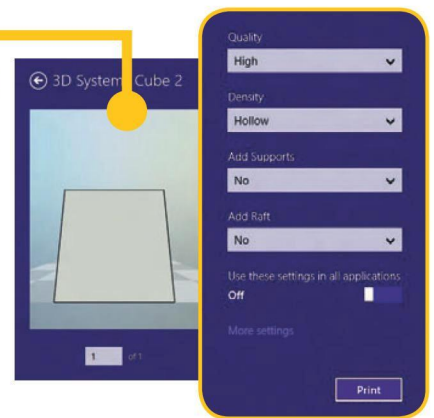 3D System Cube 2
1 of 1
Quality
High
Density
Hollow
Add Supports
No
Add Raft
No
Use these settings in all applications
Off
More settings
Print